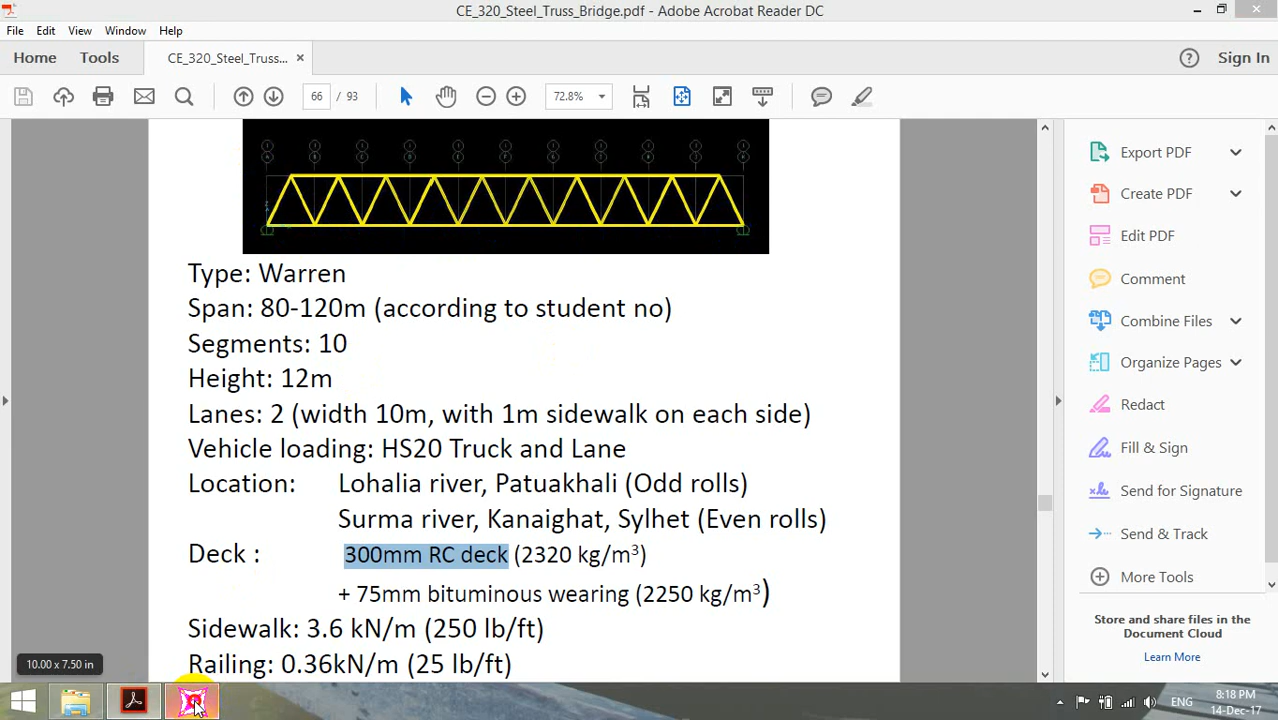 CE_320_Steel_Truss_Bridge.pdf - Adobe Acrobat Reader DC
File Edit View Window Help
Home Tools CE_320_Steel_Truss... × Sign In
66 / 93 72.8%
Type: Warren
Span: 80-120m (according to student no)
Segments: 10
Height: 12m
Lanes: 2 (width 10m, with 1m sidewalk on each side)
Vehicle loading: HS20 Truck and Lane
Location: Lohalia river, Patuakhali (Odd rolls)
Surma river, Kanaighat, Sylhet (Even rolls)
Deck : 300mm RC deck (2320 kg/m³)
+ 75mm bituminous wearing (2250 kg/m³)
Sidewalk: 3.6 kN/m (250 lb/ft)
Railing: 0.36kN/m (25 lb/ft)
10.00 x 7.50 in
Export PDF
Create PDF
Edit PDF
Comment
Combine Files
Organize Pages
Redact
Fill & Sign
Send for Signature
Send & Track
More Tools
Store and share files in the
Document Cloud
Learn More
ENG
8:18 PM
14-Dec-17